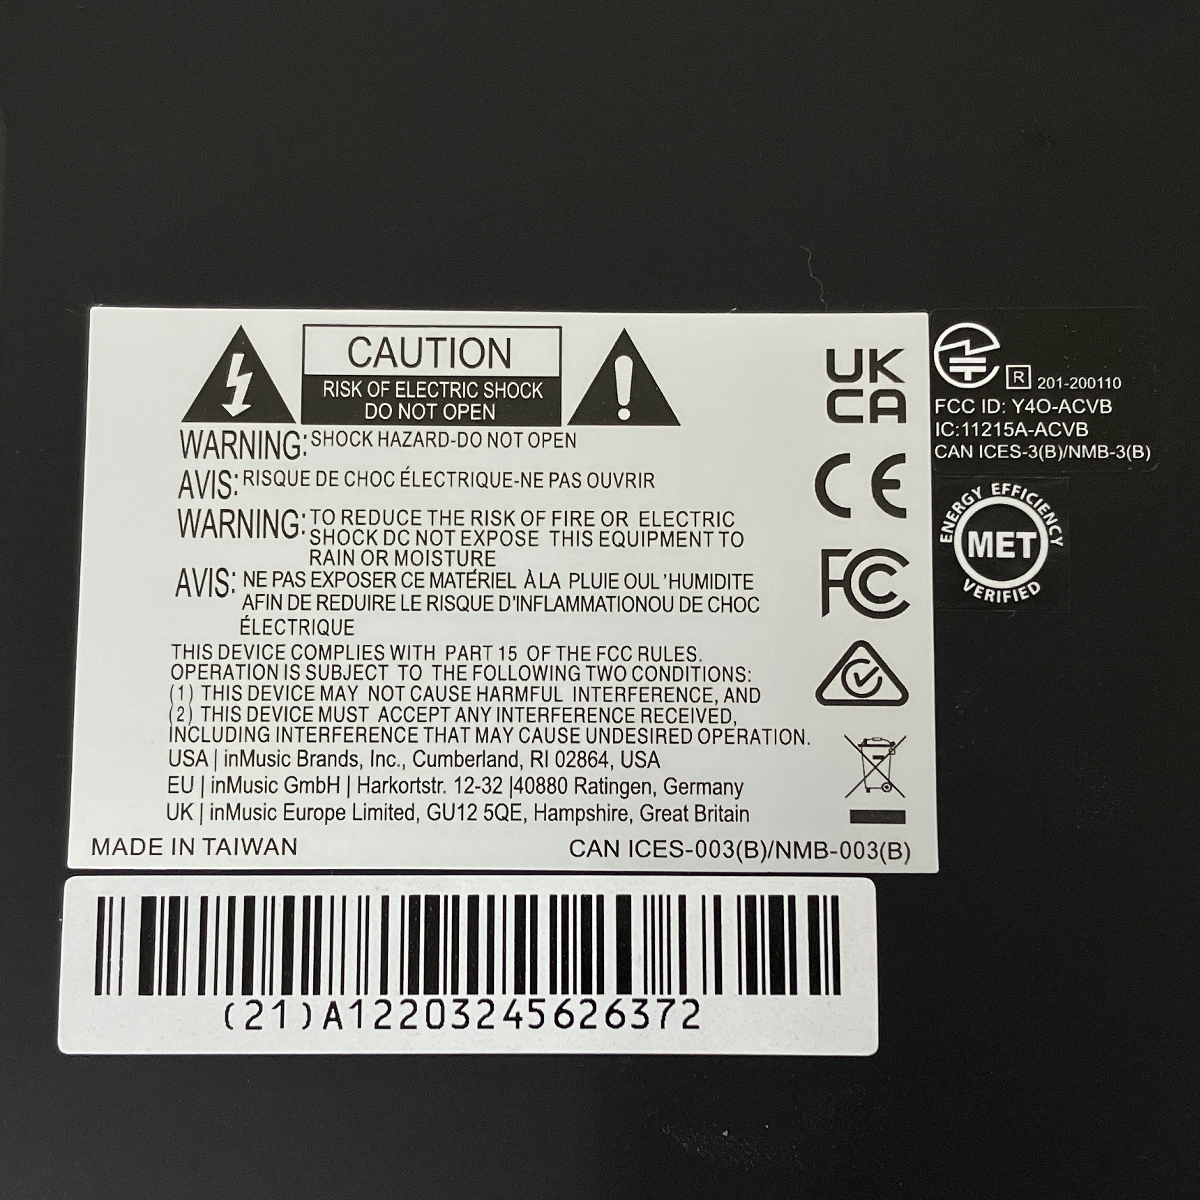 CAUTION
RISK OF ELECTRIC SHOCK
DO NOT OPEN
WARNING: SHOCK HAZARD-DO NOT OPEN
AVIS: RISQUE DE CHOC ÉLECTRIQUE-NE PAS OUVRIR
WARNING: TO REDUCE THE RISK OF FIRE OR ELECTRIC
SHOCK DC NOT EXPOSE THIS EQUIPMENT TO
RAIN OR MOISTURE
AVIS: NE PAS EXPOSER CE MATÉRIEL ÀLA PLUIE OUL'HUMIDITE
AFIN DE REDUIRE LE RISQUE D'INFLAMMATIONOU DE CHOC
ÉLECTRIQUE
THIS DEVICE COMPLIES WITH PART 15 OF THE FCC RULES.
OPERATION IS SUBJECT TO THE FOLLOWING TWO CONDITIONS:
(1) THIS DEVICE MAY NOT CAUSE HARMFUL INTERFERENCE, AND
(2) THIS DEVICE MUST ACCEPT ANY INTERFERENCE RECEIVED,
INCLUDING INTERFERENCE THAT MAY CAUSE UNDESIRED OPERATION.
USA | inMusic Brands, Inc., Cumberland, RI 02864, USA
EU | inMusic GmbH | Harkortstr. 12-32 |40880 Ratingen, Germany
UK | inMusic Europe Limited, GU12 5QE, Hampshire, Great Britain
MADE IN TAIWAN
CAN ICES-003(B)/NMB-003(B)
UK
CA
CE
FC
R 201-200110
FCC ID: Y4O-ACVB
IC:11215A-ACVB
CAN ICES-3(B)/NMB-3(B)
ENERGY EFFICIENCY
MET
VERIFIED
(21)A12203245626372